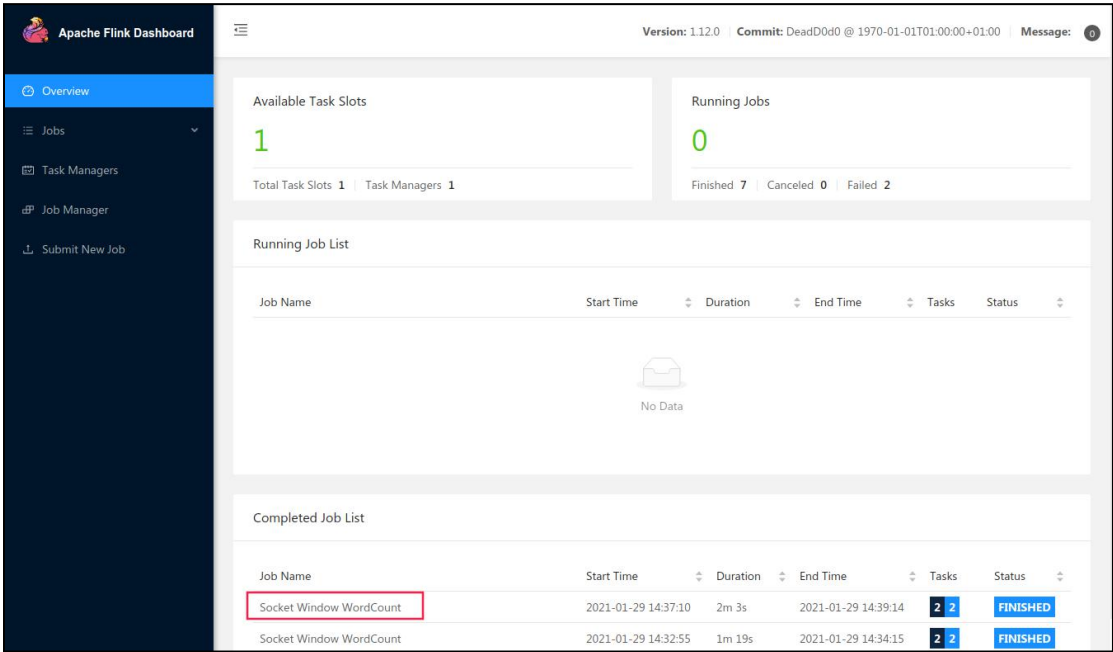 Apache Flink Dashboard
Version: 1.12.0 Commit: DeadD0d0 @ 1970-01-01T01:00:00+01:00 Message: 0
Overview
Jobs
Task Managers
Job Manager
Submit New Job
Available Task Slots
1
Total Task Slots 1 Task Managers 1
Running Jobs
0
Finished 7 Canceled 0 Failed 2
Running Job List
Job Name Start Time Duration End Time Tasks Status
No Data
Completed Job List
Job Name Start Time Duration End Time Tasks Status
Socket Window WordCount 2021-01-29 14:37:10 2m 3s 2021-01-29 14:39:14 2 2 FINISHED
Socket Window WordCount 2021-01-29 14:32:55 1m 19s 2021-01-29 14:34:15 2 2 FINISHED